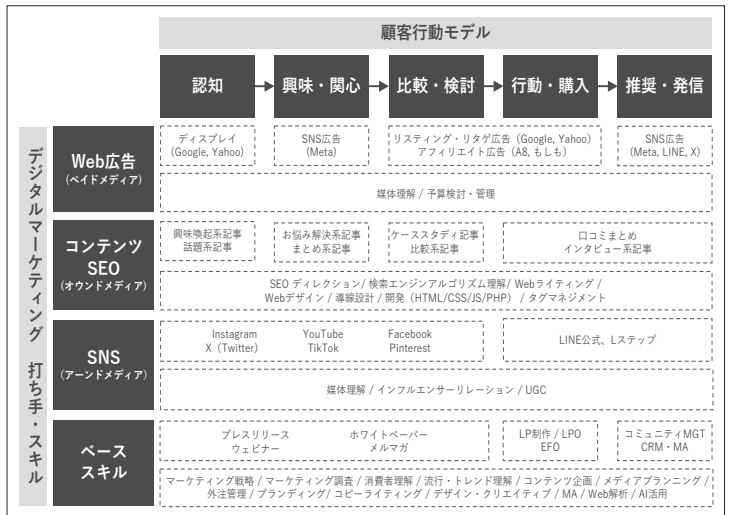 顧客行動モデル
認知
興味・関心
比較・検討
行動・購入
推奨・発信
デジタルマーケティング 打ち手・スキル
Web広告
(ペイドメディア)
ディスプレイ
(Google, Yahoo)
SNS広告
(Meta)
リスティング・リタゲ広告(Google, Yahoo)
アフィリエイト広告(A8, もしも)
SNS広告
(Meta, LINE, X)
媒体理解 / 予算検討・管理
コンテンツ
SEO
(オウンドメディア)
興味喚起系記事
話題系記事
お悩み解決系記事
まとめ系記事
ケーススタディ記事
比較系記事
口コミまとめ
インタビュー系記事
SEO ディレクション/ 検索エンジンアルゴリズム理解/ Webライティング /
Webデザイン / 導線設計 / 開発(HTML/CSS/JS/PHP) / タグマネジメント
SNS
(アーンドメディア)
Instagram
X(Twitter)
YouTube
TikTok
Facebook
Pinterest
LINE公式、Lステップ
媒体理解 / インフルエンサーリレーション / UGC
ベース
スキル
プレスリリース
ウェビナー
ホワイトペーパー
メルマガ
LP制作 / LPO
EFO
コミュニティMGT
CRM・MA
マーケティング戦略 / マーケティング調査 / 消費者理解 / 流行・トレンド理解 / コンテンツ企画 / メディアプランニング /
外注管理 / ブランディング/ コピーライティング / デザイン・クリエイティブ / MA / Web解析 / AI活用